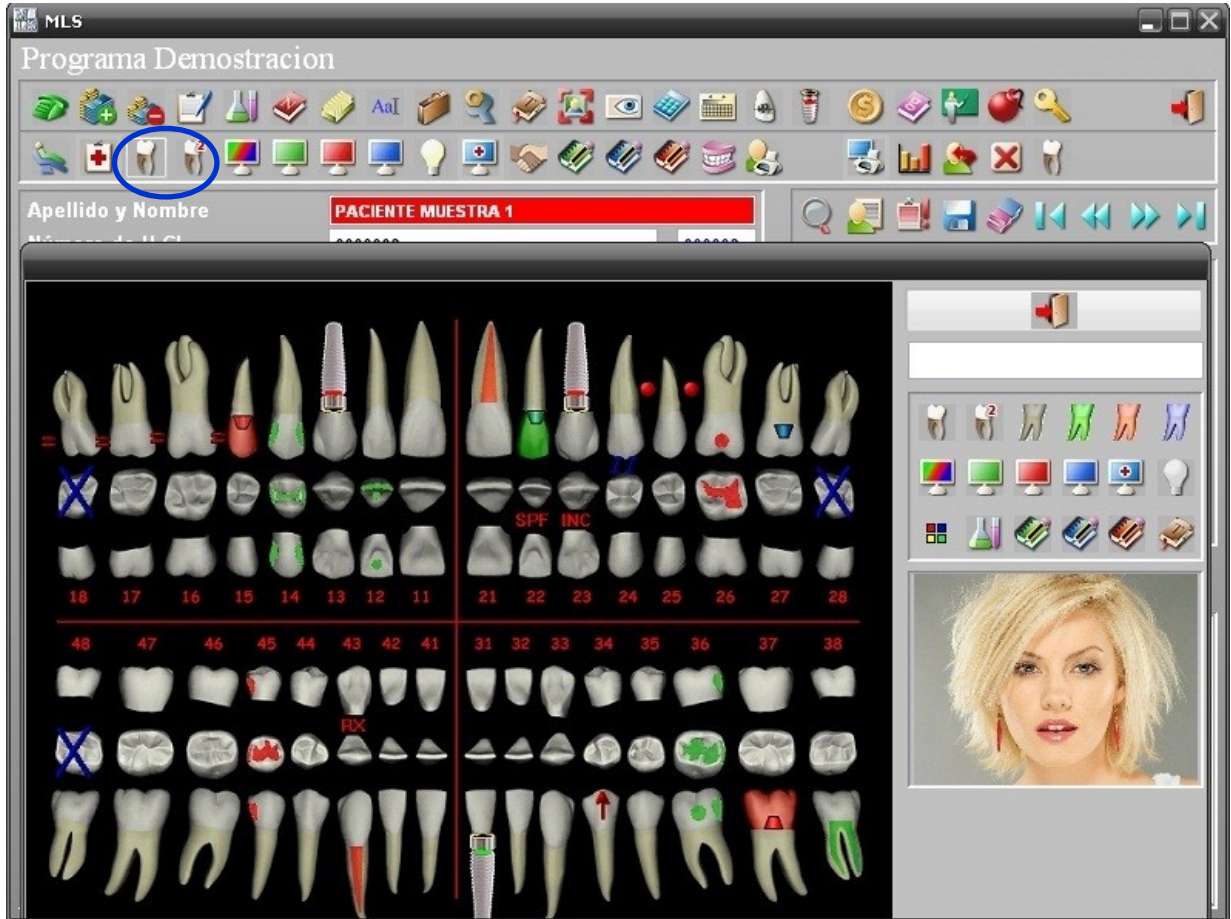 MLS
Programa Demostracion
AaI
2
Apellido y Nombre
PACIENTE MUESTRA 1
2
SPF INC
18 17 16 15 14 13 12 11 21 22 23 24 25 26 27 28
48 47 46 45 44 43 42 41 31 32 33 34 35 36 37 38
RX